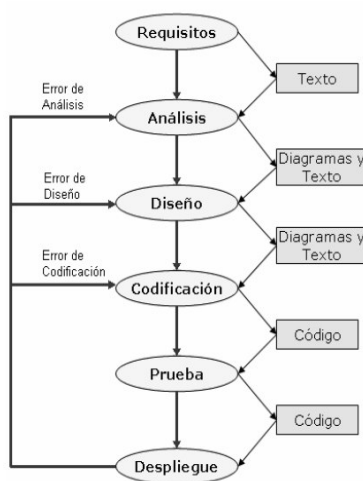 Requisitos
Texto
Error de
Análisis
Análisis
Diagramas y
Texto
Error de
Diseño
Diseño
Diagramas y
Texto
Error de
Codificación
Codificación
Código
Prueba
Código
Despliegue